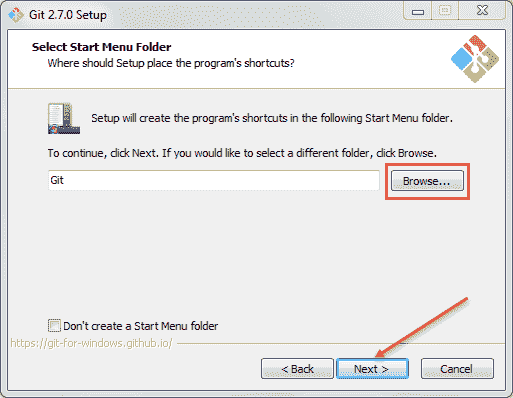 Git 2.7.0 Setup
Select Start Menu Folder
Where should Setup place the program's shortcuts?
Setup will create the program's shortcuts in the following Start Menu folder.
To continue, click Next. If you would like to select a different folder, click Browse.
Git
Browse...
Don't create a Start Menu folder
https://git-for-windows.github.io/
< Back
Next >
Cancel